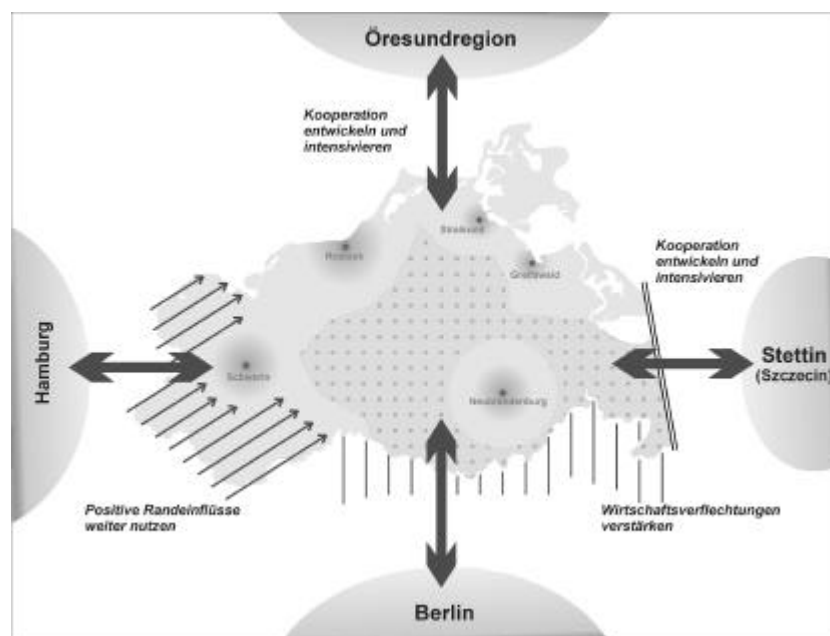 Öresundregion
Kooperation
entwickeln und
intensivieren
Stralsund
Rostock
Greifswald
Kooperation
entwickeln und
intensivieren
Hamburg
Schwerin
Stettin
(Szczecin)
Neubrandenburg
Positive Randeinflüsse
weiter nutzen
Wirtschaftsverflechtungen
verstärken
Berlin